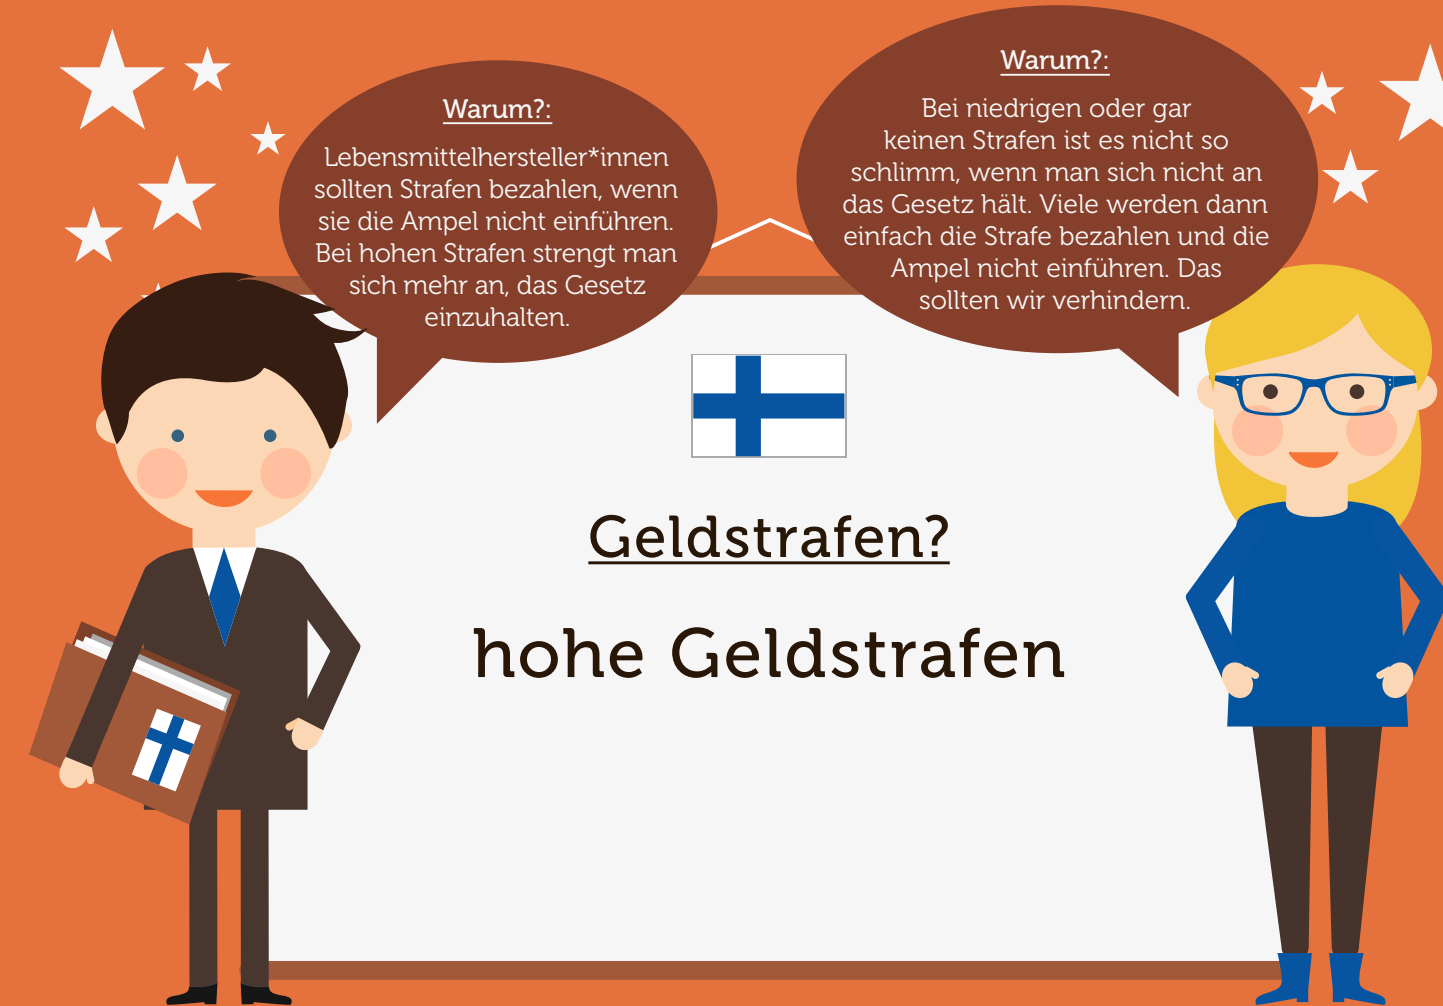 Warum?:
Lebensmittelhersteller*innen
sollten Strafen bezahlen, wenn
sie die Ampel nicht einführen.
Bei hohen Strafen strengt man
sich mehr an, das Gesetz
einzuhalten.
Warum?:
Bei niedrigen oder gar
keinen Strafen ist es nicht so
schlimm, wenn man sich nicht an
das Gesetz hält. Viele werden dann
einfach die Strafe bezahlen und die
Ampel nicht einführen. Das
sollten wir verhindern.
Geldstrafen?
hohe Geldstrafen